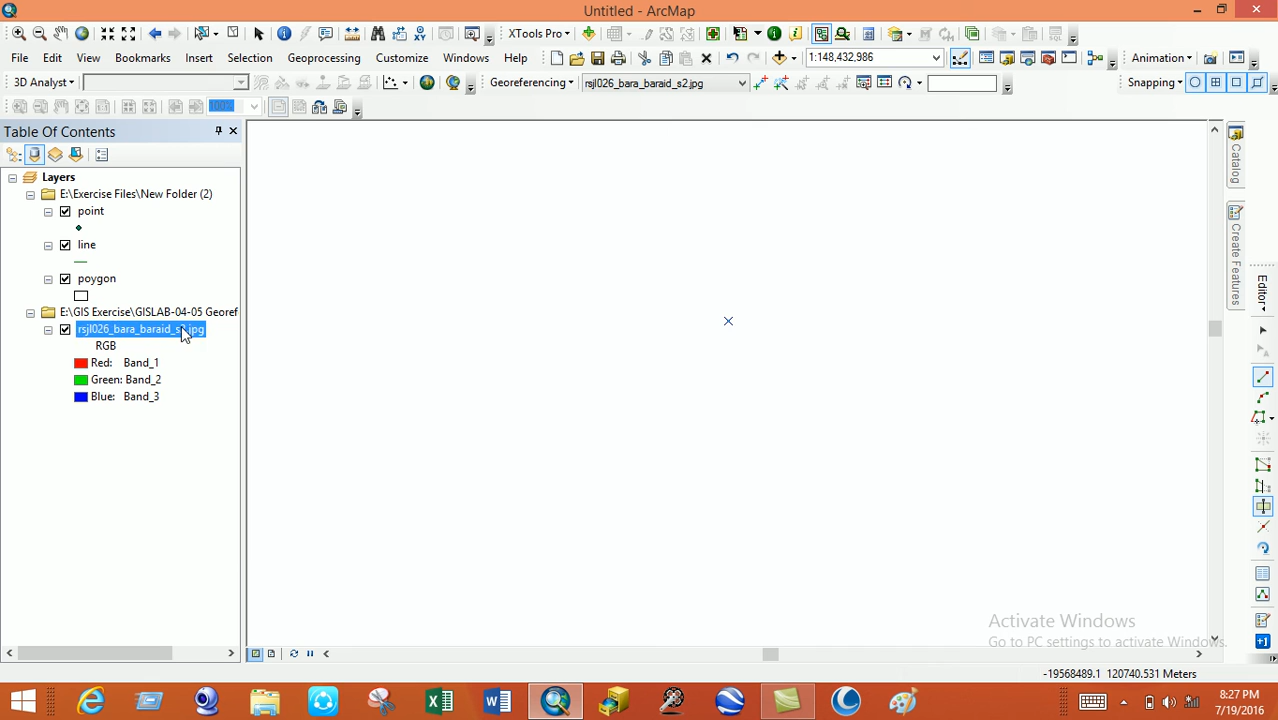 Untitled - ArcMap
XTools Pro
File Edit View Bookmarks Insert Selection Geoprocessing Customize Windows Help
1:148,432,986
Animation
3D Analyst
Georeferencing
rsjl026_bara_baraid_s2.jpg
Snapping
100%
Table Of Contents
Layers
E:\Exercise Files\New Folder (2)
point
line
poygon
E:\GIS Exercise\GISLAB-04-05 Georef
rsjl026_bara_baraid_s2.jpg
RGB
Red: Band_1
Green: Band_2
Blue: Band_3
Catalog
Create Features
Editor
Activate Windows
Go to PC settings to activate Windows.
-19568489.1 120740.531 Meters
8:27 PM
7/19/2016